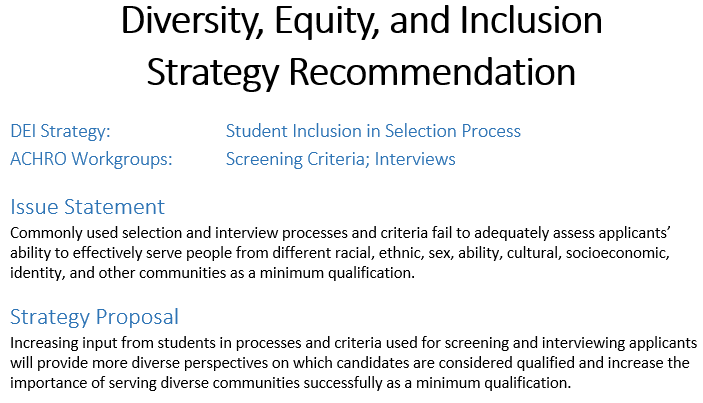 Diversity, Equity, and Inclusion
Strategy Recommendation
DEI Strategy: Student Inclusion in Selection Process
ACHRO Workgroups: Screening Criteria; Interviews
Issue Statement
Commonly used selection and interview processes and criteria fail to adequately assess applicants’
ability to effectively serve people from different racial, ethnic, sex, ability, cultural, socioeconomic,
identity, and other communities as a minimum qualification.
Strategy Proposal
Increasing input from students in processes and criteria used for screening and interviewing applicants
will provide more diverse perspectives on which candidates are considered qualified and increase the
importance of serving diverse communities successfully as a minimum qualification.